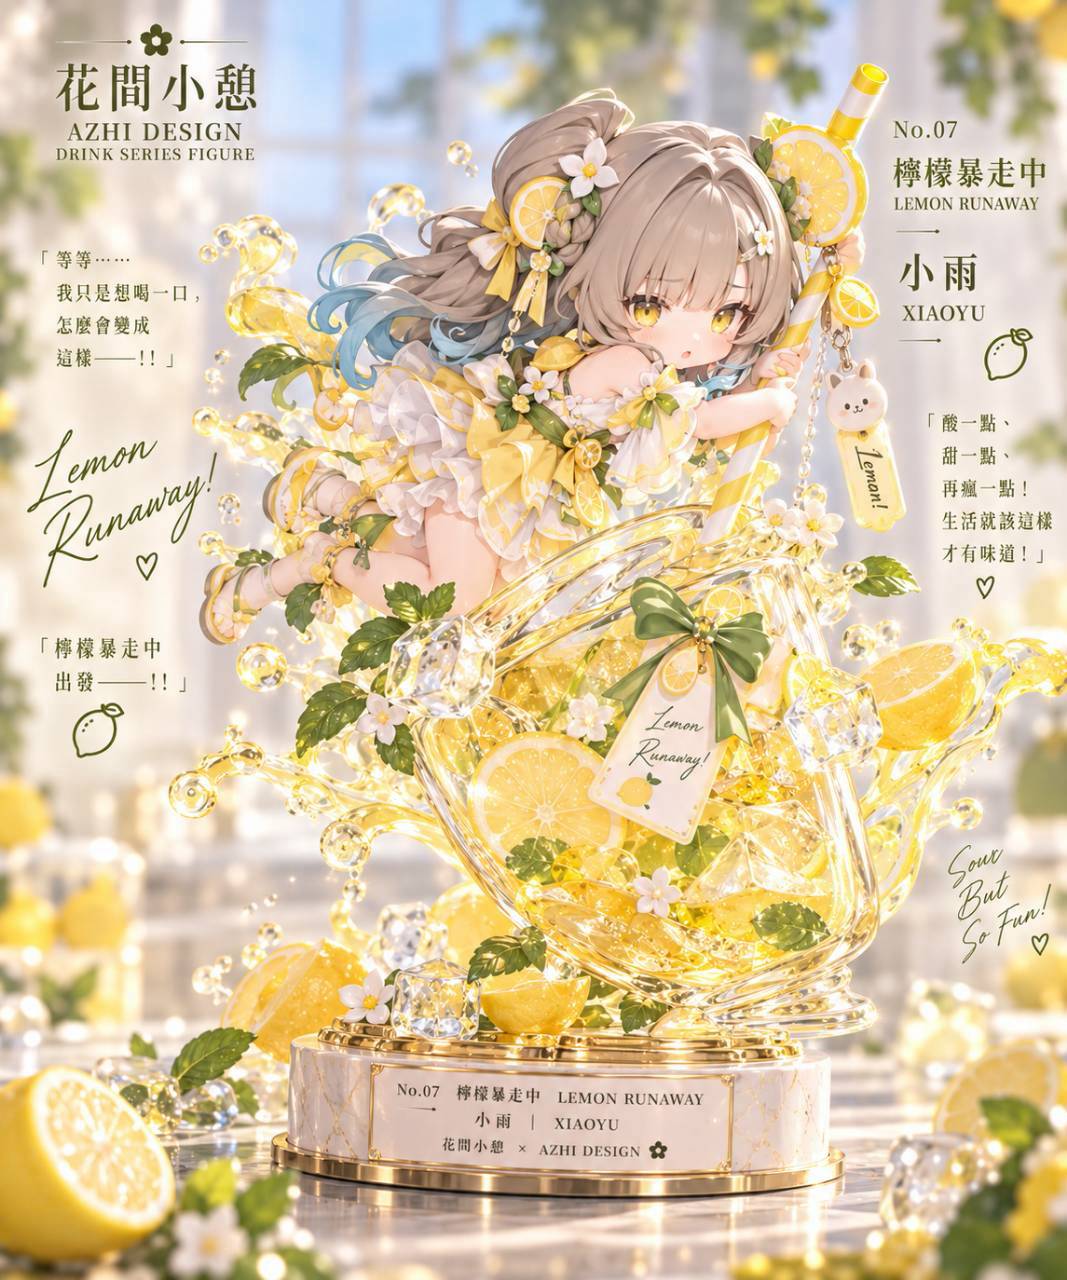 花間小憩
AZHI DESIGN
DRINK SERIES FIGURE
No.07
檸檬暴走中
LEMON RUNAWAY
小雨
XIAOYU
「等等……
我只是想喝一口，
怎麼會變成
這樣——!!」
Lemon
Runaway!
「檸檬暴走中
出發——!!」
「酸一點、
甜一點、
再瘋一點！
生活就該這樣
才有味道！」
Lemon!
Lemon
Runaway!
Sour
But
So Fun!
No.07 檸檬暴走中 LEMON RUNAWAY
小雨 | XIAOYU
花間小憩 × AZHI DESIGN